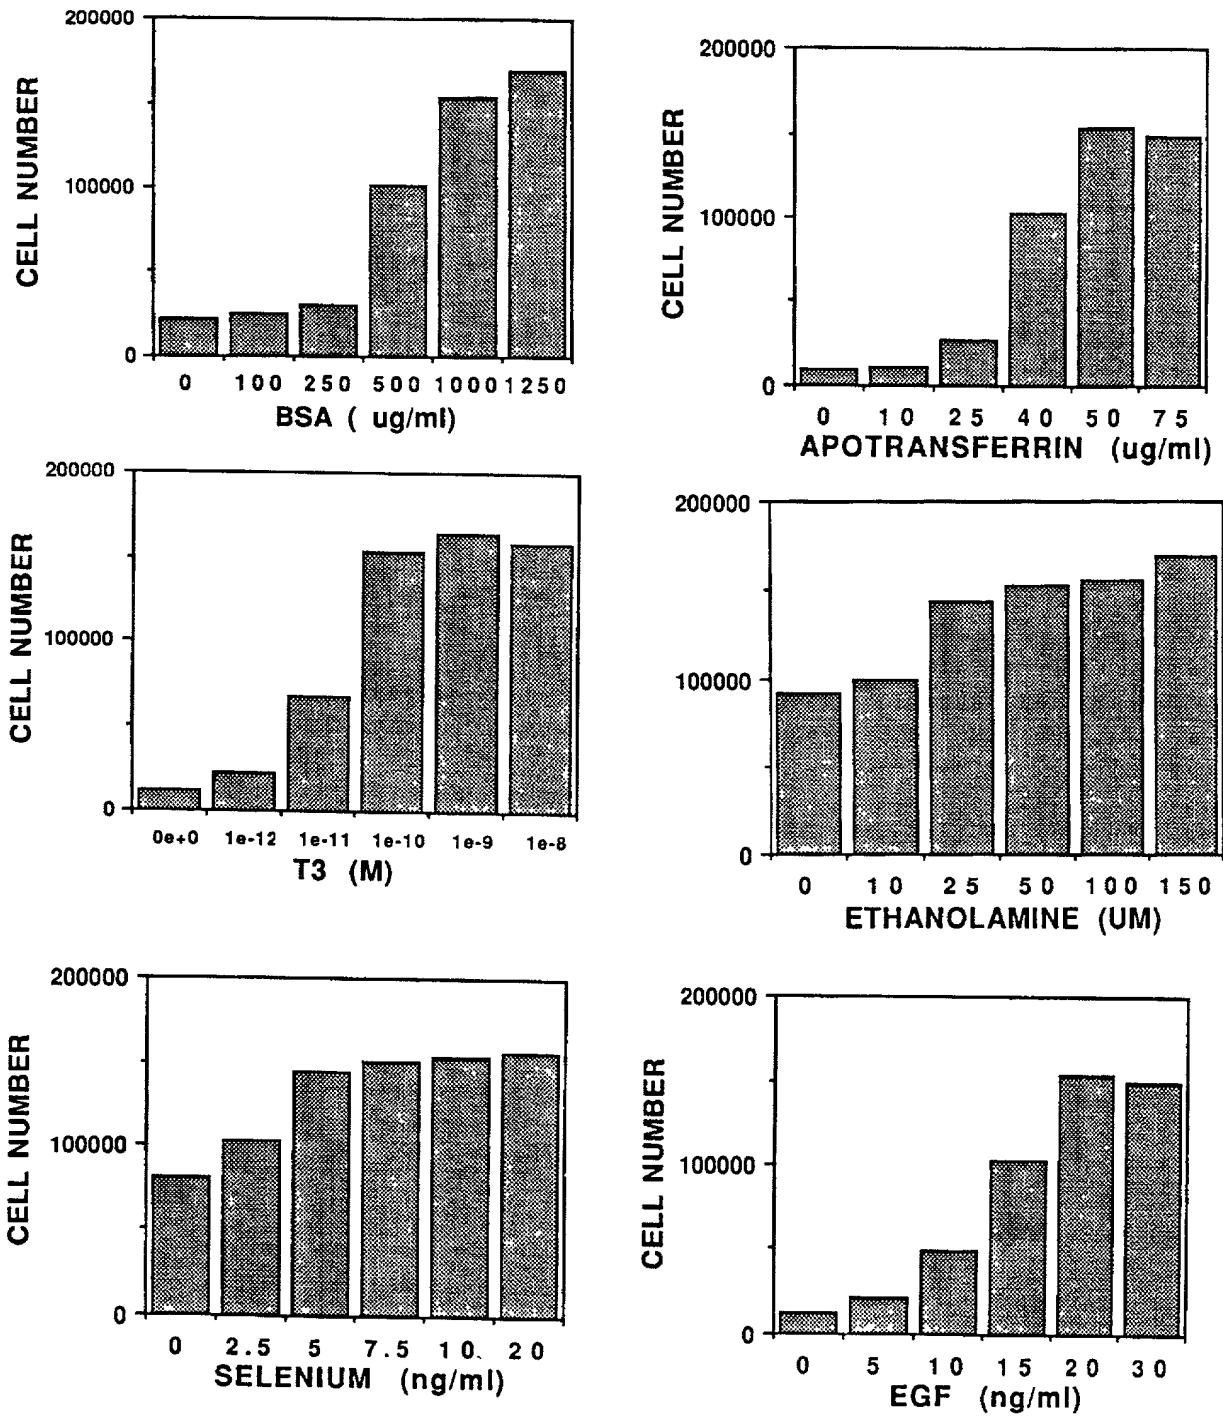 200000
CELL NUMBER
100000
0
0 100 250 500 1000 1250
BSA ( ug/ml)
200000
CELL NUMBER
100000
0
0 10 25 40 50 75
APOTRANSFERRIN (ug/ml)
200000
CELL NUMBER
100000
0
0e+0 1e-12 1e-11 1e-10 1e-9 1e-8
T3 (M)
200000
CELL NUMBER
100000
0
0 10 25 50 100 150
ETHANOLAMINE (UM)
200000
CELL NUMBER
100000
0
0 2.5 5 7.5 10 20
SELENIUM (ng/ml)
200000
CELL NUMBER
100000
0
0 5 10 15 20 30
EGF (ng/ml)